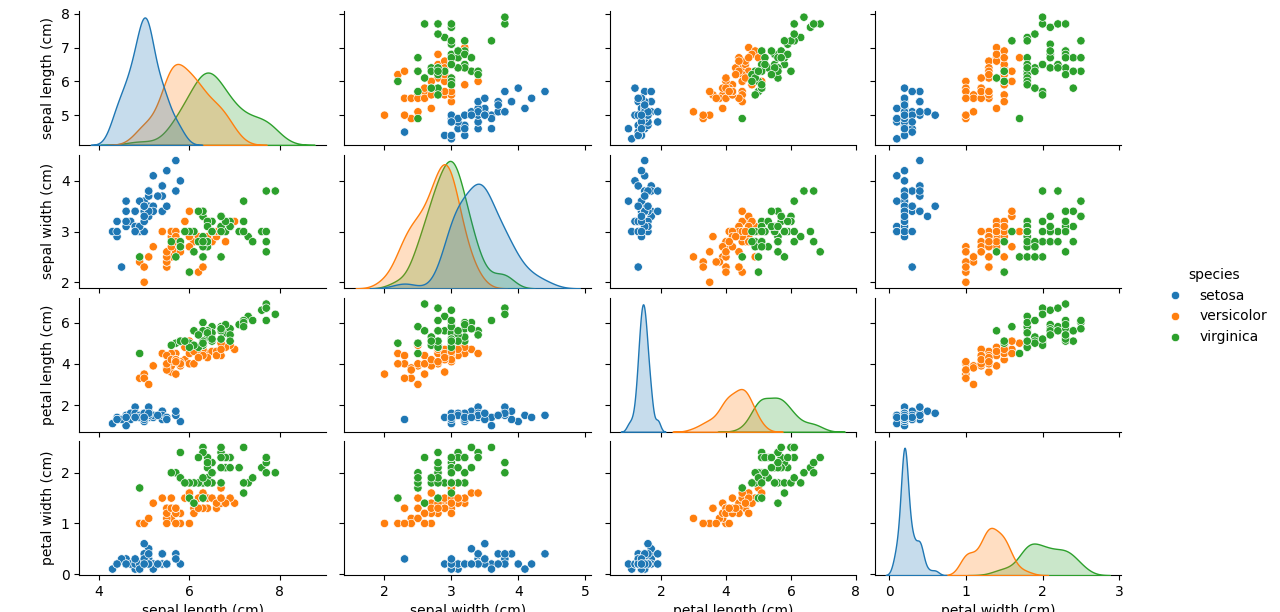 8
7
6
5
sepal length (cm)
4
3
2
sepal width (cm)
6
4
2
petal length (cm)
2
1
0
petal width (cm)
4 6 8
sepal length (cm)
2 3 4 5
sepal width (cm)
2 4 6 8
petal length (cm)
0 1 2 3
petal width (cm)
species
setosa
versicolor
virginica